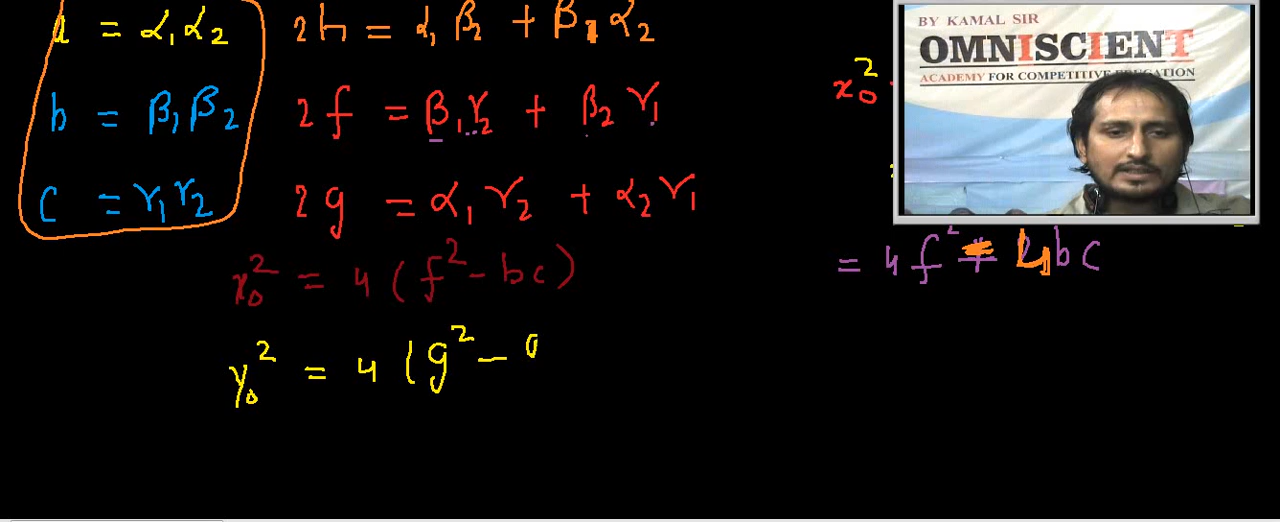 a = α₁α₂
2h = α₁β₂ + β₁α₂
b = β₁β₂
2f = β₁γ₂ + β₂γ₁
c = γ₁γ₂
2g = α₁γ₂ + α₂γ₁
x₀² = 4(f² - bc)
y₀² = 4(g² -
x₀²
= 4f² - 4bc
BY KAMAL SIR
OMNISCIENT
ACADEMY FOR COMPETITIVE